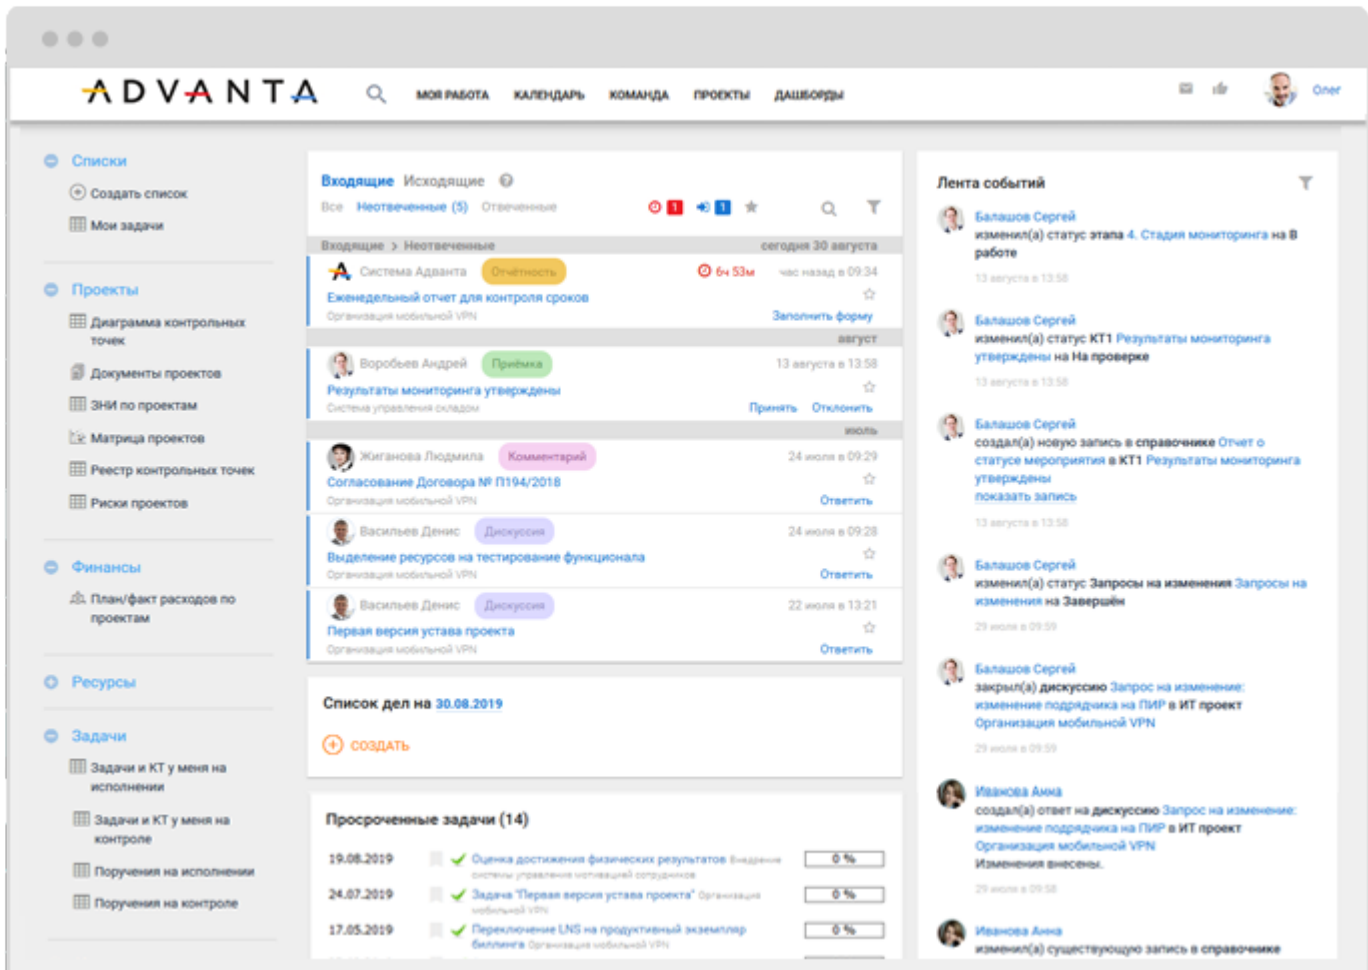 ADVANTA
МОЯ РАБОТА КАЛЕНДАРЬ КОМАНДА ПРОЕКТЫ ДАШБОРДЫ
Олег
Списки
Создать список
Мои задачи
Проекты
Диаграмма контрольных
точек
Документы проектов
ЗНИ по проектам
Матрица проектов
Реестр контрольных точек
Риски проектов
Финансы
План/факт расходов по
проектам
Ресурсы
Задачи
Задачи и КТ у меня на
исполнении
Задачи и КТ у меня на
контроле
Поручения на исполнении
Поручения на контроле
Входящие Исходящие ?
Все Неотвеченные (5) Отвеченные
1 1
Входящие > Неотвеченные сегодня 30 августа
Система Адванта Отчётность 6ч 53м час назад в 09:34
Еженедельный отчет для контроля сроков
Организация мобильной VPN Заполнить форму
август
Воробьев Андрей Приёмка 13 августа в 13:58
Результаты мониторинга утверждены
Система управления складом Принять Отклонить
июль
Жиганова Людмила Комментарий 24 июля в 09:29
Согласование Договора № П194/2018
Организация мобильной VPN Ответить
Васильев Денис Дискуссия 24 июля в 09:28
Выделение ресурсов на тестирование функционала
Организация мобильной VPN Ответить
Васильев Денис Дискуссия 22 июля в 13:21
Первая версия устава проекта
Организация мобильной VPN Ответить
Список дел на 30.08.2019
СОЗДАТЬ
Просроченные задачи (14)
19.08.2019 Оценка достижения физических результатов Внедрение 0 %
системы управления мотивацией сотрудников
24.07.2019 Задача "Первая версия устава проекта" Организация 0 %
мобильной VPN
17.05.2019 Переключение LNS на продуктивный экземпляр 0 %
биллинга Организация мобильной VPN
Лента событий
Балашов Сергей
изменил(а) статус этапа 4. Стадия мониторинга на В
работе
13 августа в 13:58
Балашов Сергей
изменил(а) статус КТ1 Результаты мониторинга
утверждены на На проверке
13 августа в 13:58
Балашов Сергей
создал(а) новую запись в справочнике Отчет о
статусе мероприятия в КТ1 Результаты мониторинга
утверждены
показать запись
13 августа в 13:58
Балашов Сергей
изменил(а) статус Запросы на изменения Запросы на
изменения на Завершён
29 июля в 09:59
Балашов Сергей
закрыл(а) дискуссию Запрос на изменение:
изменение подрядчика на ПИР в ИТ проект
Организация мобильной VPN
29 июля в 09:59
Иванова Анна
создал(а) ответ на дискуссию Запрос на изменение:
изменение подрядчика на ПИР в ИТ проект
Организация мобильной VPN
Изменения внесены.
29 июля в 09:58
Иванова Анна
изменил(а) существующую запись в справочнике